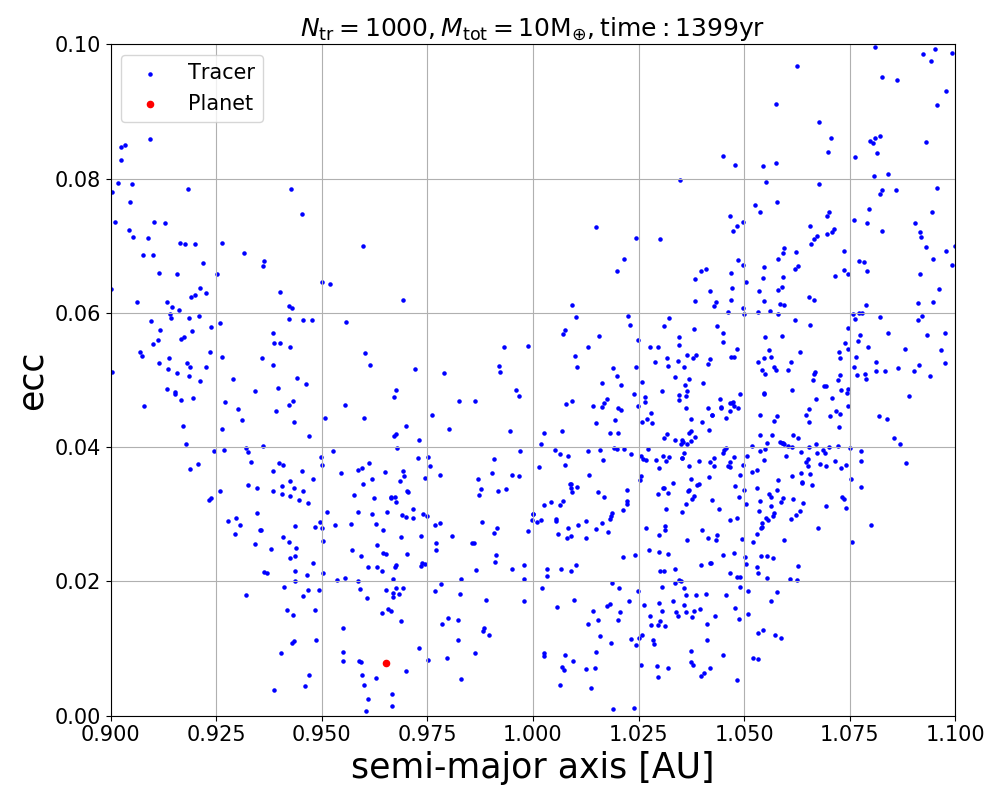 N_tr = 1000, M_tot = 10M_⊕, time : 1399yr
Tracer
Planet
0.10
0.08
0.06
0.04
0.02
0.00
ecc
0.900 0.925 0.950 0.975 1.000 1.025 1.050 1.075 1.100
semi-major axis [AU]